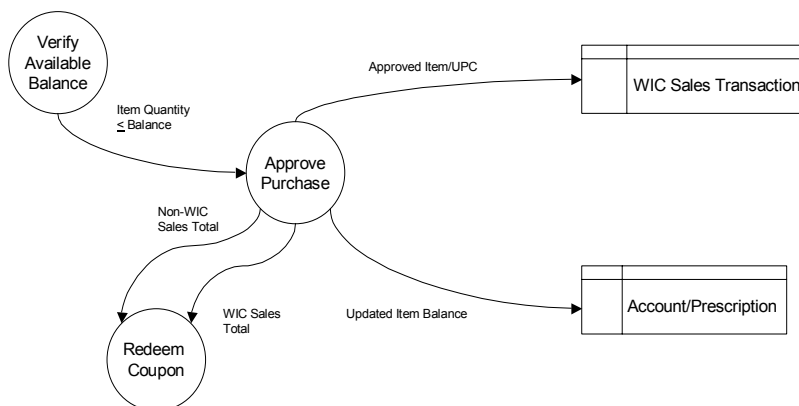 Verify
Available
Balance
Approved Item/UPC
WIC Sales Transaction
Item Quantity
≤ Balance
Approve
Purchase
Non-WIC
Sales Total
WIC Sales
Total
Updated Item Balance
Account/Prescription
Redeem
Coupon